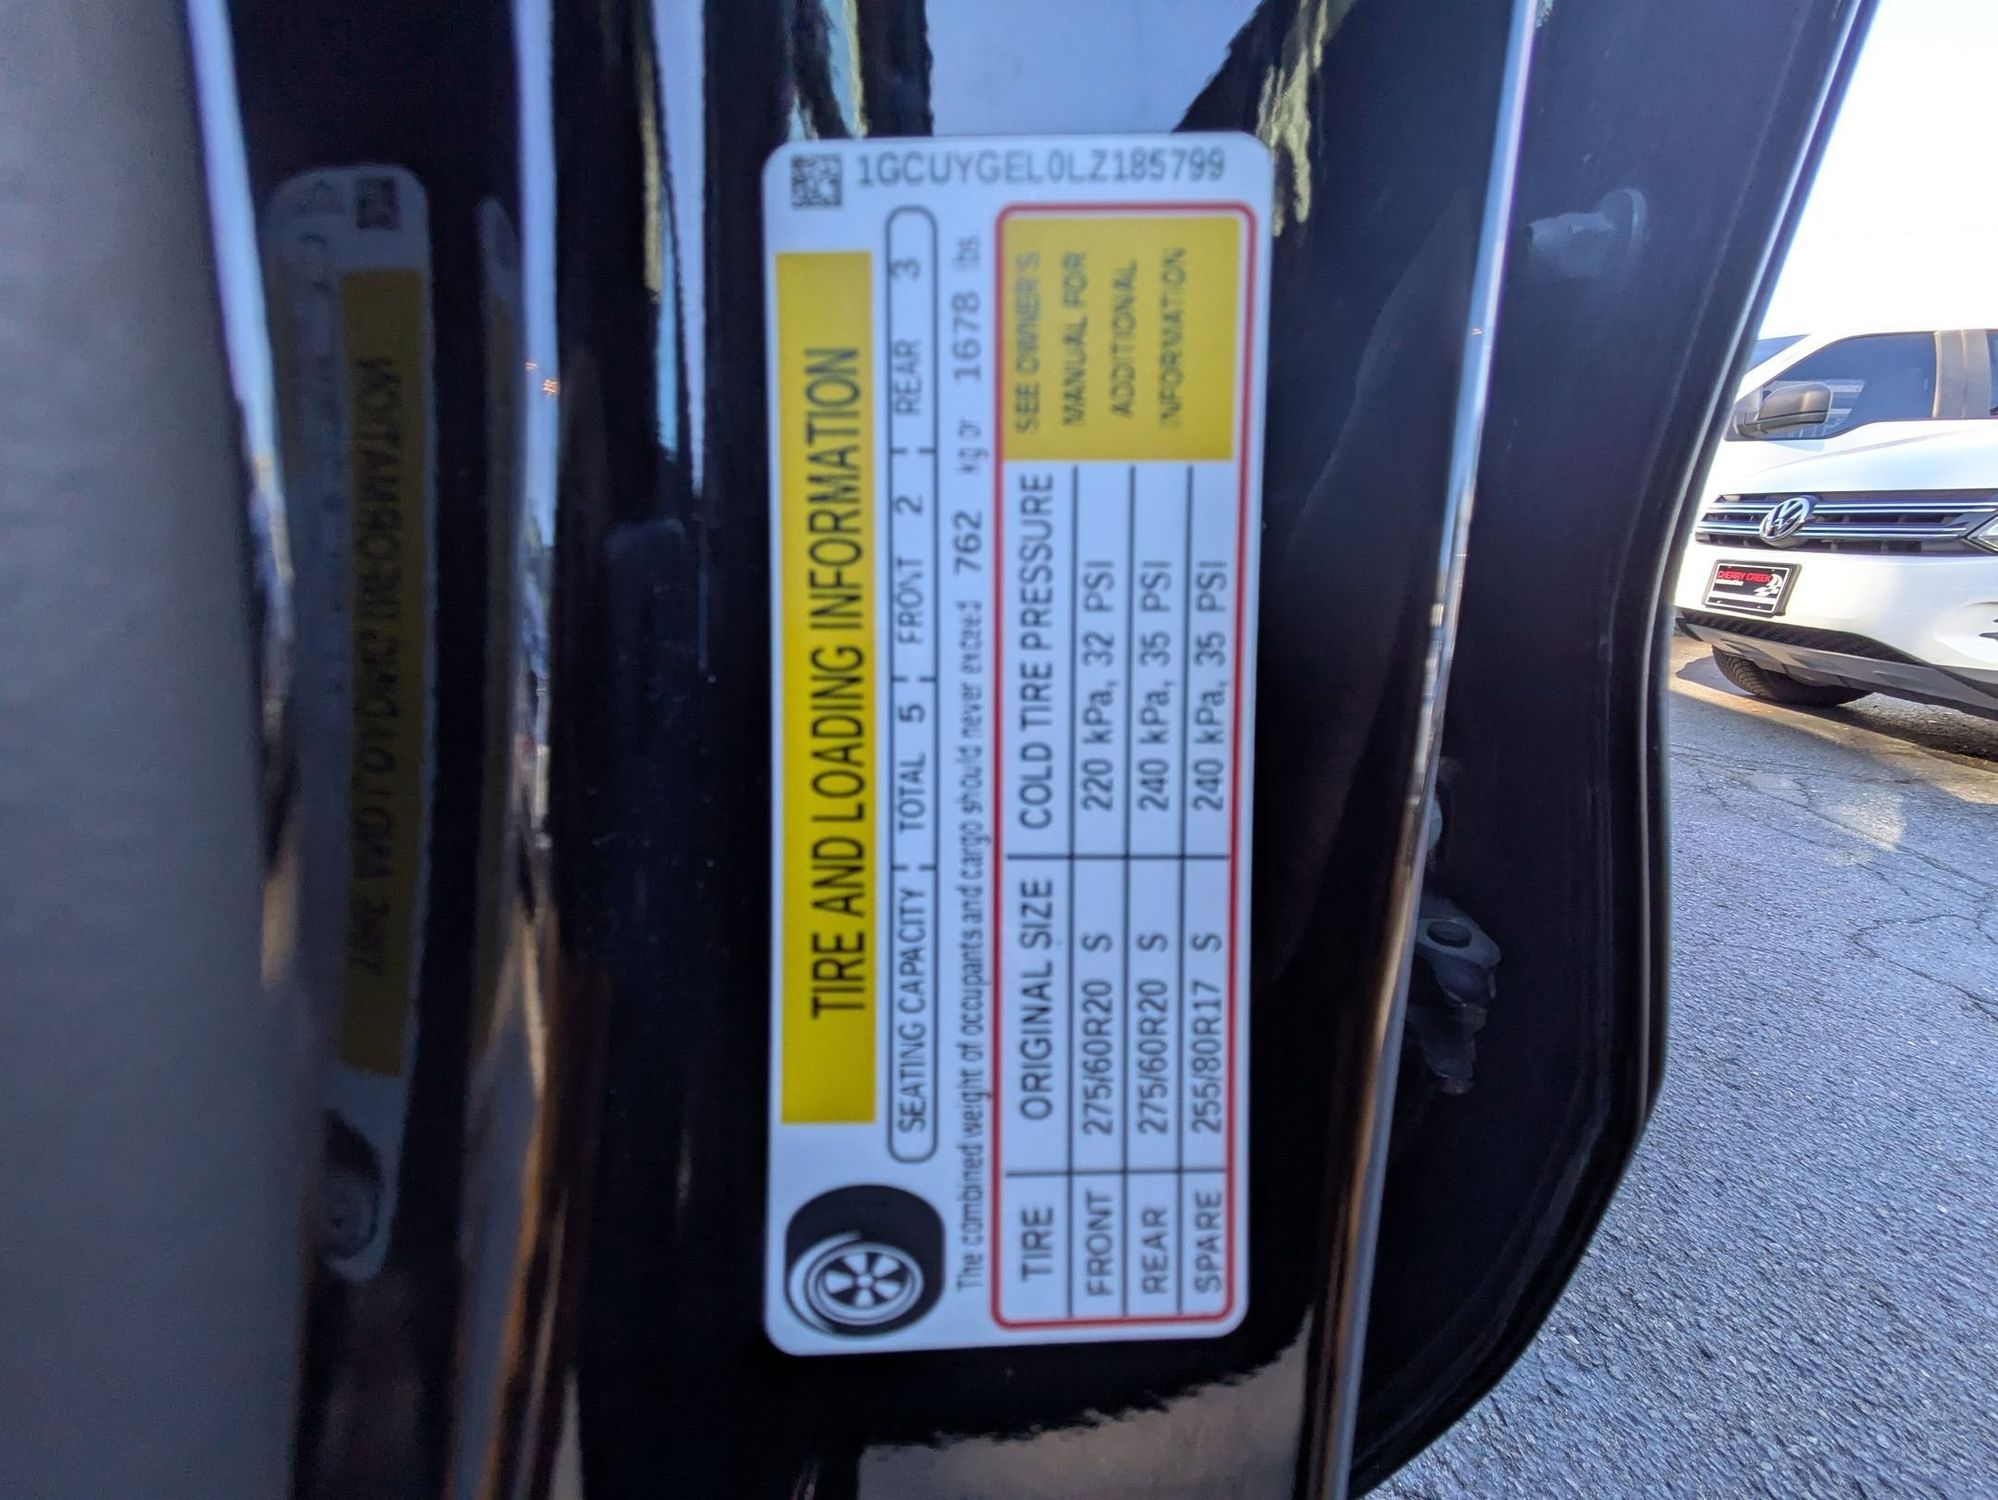 1GCUYGEL0LZ185799
TIRE AND LOADING INFORMATION
SEATING CAPACITY TOTAL 5 FRONT 2 REAR 3
The combined weight of occupants and cargo should never exceed 762 kg or 1678 lbs.
TIRE ORIGINAL SIZE COLD TIRE PRESSURE
FRONT 275/60R20 S 220 kPa, 32 PSI
REAR 275/60R20 S 240 kPa, 35 PSI
SPARE 255/80R17 S 240 kPa, 35 PSI
SEE OWNER'S
MANUAL FOR
ADDITIONAL
INFORMATION
CHERRY CREEK